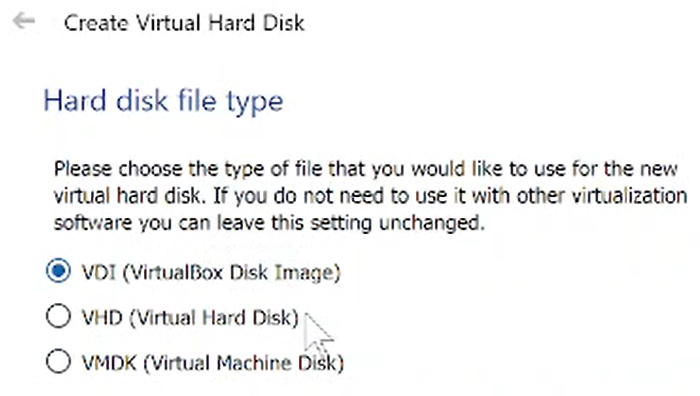 Create Virtual Hard Disk
Hard disk file type
Please choose the type of file that you would like to use for the new
virtual hard disk. If you do not need to use it with other virtualization
software you can leave this setting unchanged.
VDI (VirtualBox Disk Image)
VHD (Virtual Hard Disk)
VMDK (Virtual Machine Disk)